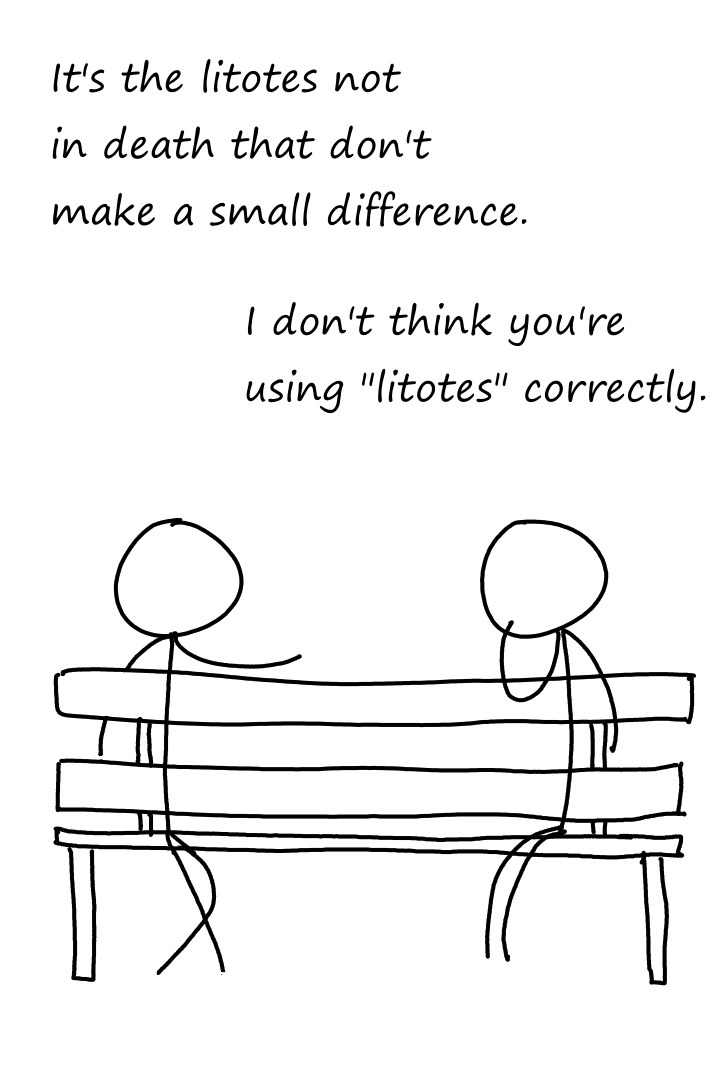 It's the litotes not
in death that don't
make a small difference.
I don't think you're
using "litotes" correctly.